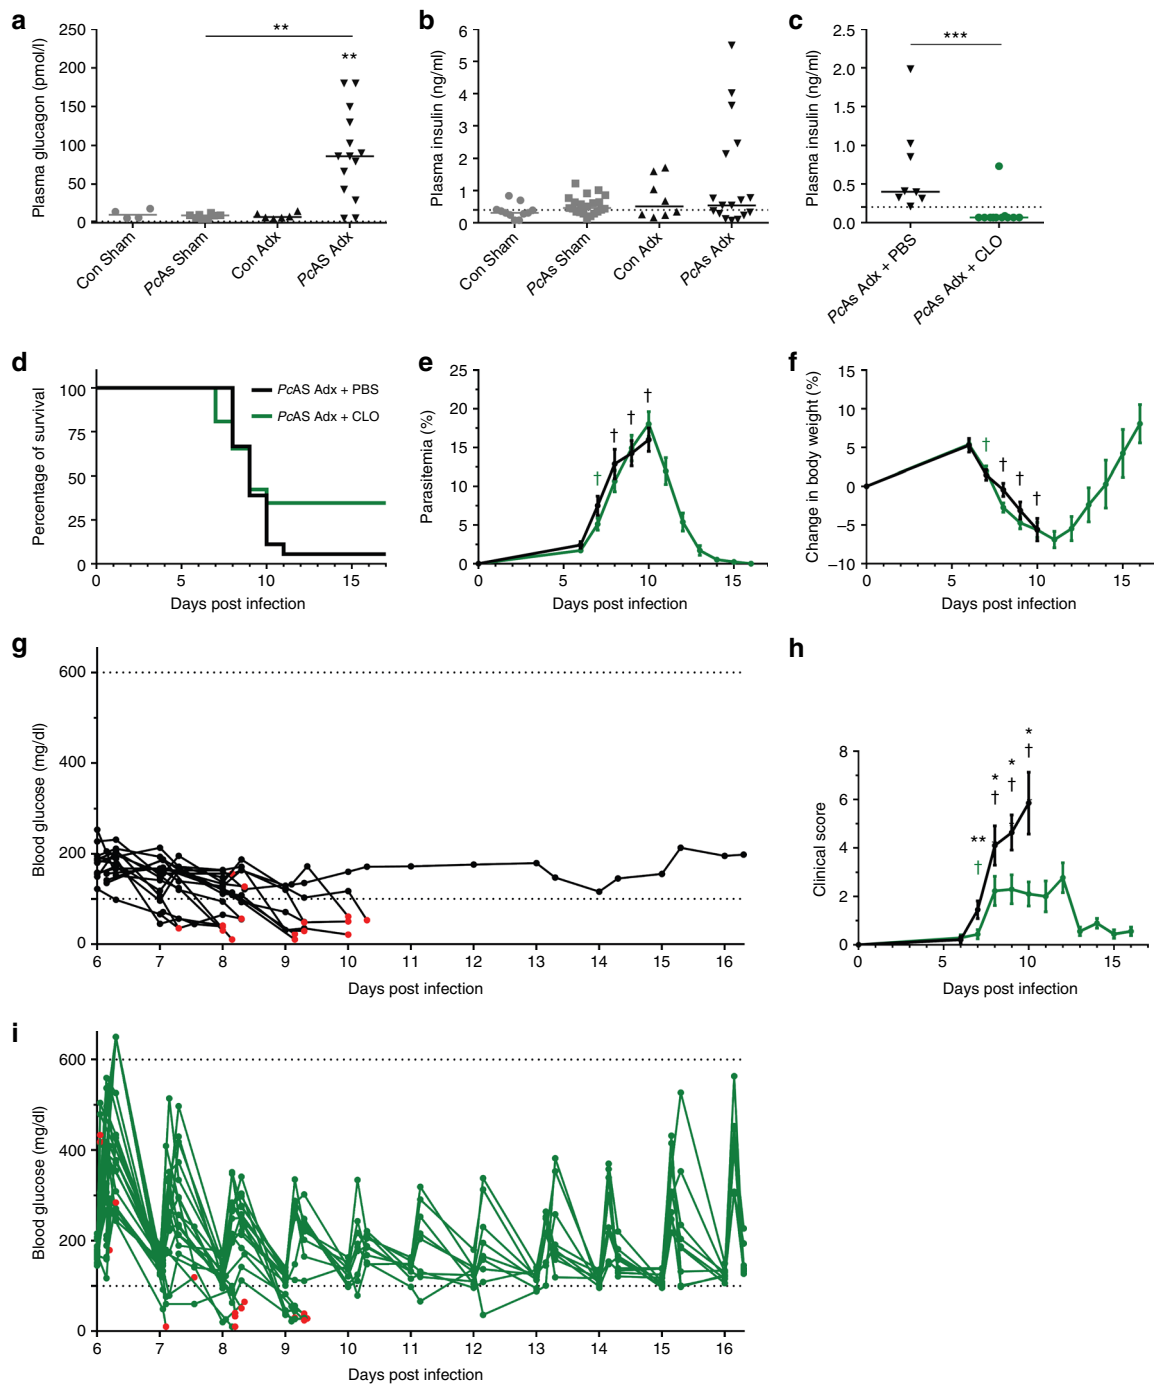 a
Plasma glucagon (pmol/l)
250
200
150
100
50
0
**
**
Con Sham
PcAs Sham
Con Adx
PcAS Adx
b
Plasma insulin (ng/ml)
6
5
4
3
2
1
0
Con Sham
PcAs Sham
Con Adx
PcAs Adx
c
Plasma insulin (ng/ml)
2.5
2.0
1.5
1.0
0.5
0.0
***
PcAs Adx + PBS
PcAs Adx + CLO
d
Percentage of survival
100
75
50
25
0
PcAS Adx + PBS
PcAS Adx + CLO
0 5 10 15
Days post infection
e
Parasitemia (%)
25
20
15
10
5
0
† † † †
0 5 10 15
Days post infection
f
Change in body weight (%)
15
10
5
0
−5
−10
† † † †
0 5 10 15
Days post infection
g
Blood glucose (mg/dl)
600
400
200
0
6 7 8 9 10 11 12 13 14 15 16
Days post infection
h
Clinical score
8
6
4
2
0
** * * *
† † † †
0 5 10 15
Days post infection
i
Blood glucose (mg/dl)
600
400
200
0
6 7 8 9 10 11 12 13 14 15 16
Days post infection